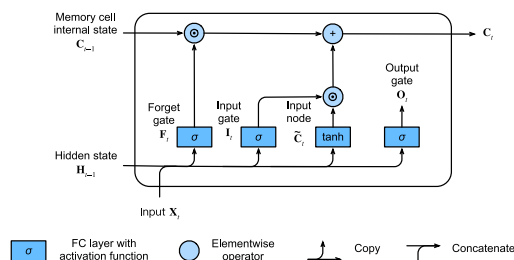 Memory cell
internal state
C_{t−1}
C_t
+
Output
gate
O_t
Forget
gate
F_t
Input
gate
I_t
Input
node
C̃_t
σ
σ
tanh
σ
Hidden state
H_{t−1}
Input X_t
σ
FC layer with
activation function
Elementwise
operator
Copy
Concatenate